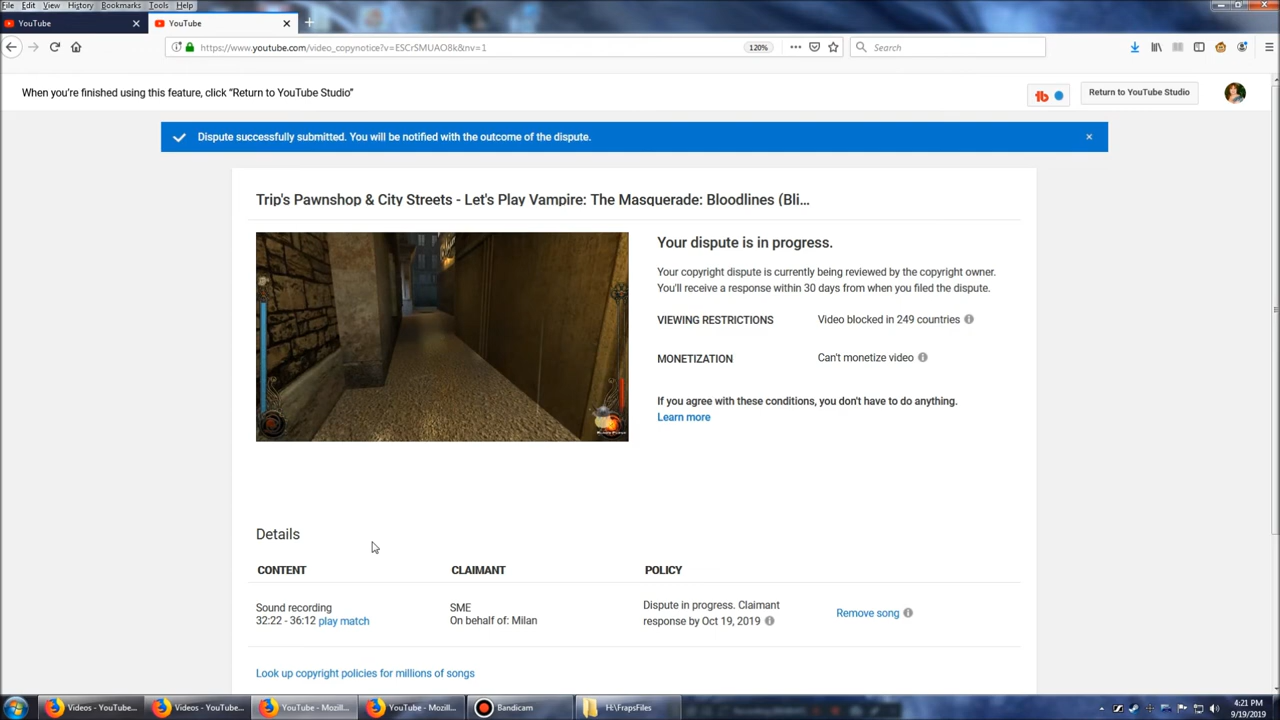 File Edit View History Bookmarks Tools Help
YouTube
YouTube
https://www.youtube.com/video_copynotice?v=ESCrSMUAO8k&nv=1
120%
Search
When you're finished using this feature, click "Return to YouTube Studio"
Return to YouTube Studio
Dispute successfully submitted. You will be notified with the outcome of the dispute.
Trip's Pawnshop & City Streets - Let's Play Vampire: The Masquerade: Bloodlines (Bli...
Your dispute is in progress.
Your copyright dispute is currently being reviewed by the copyright owner.
You'll receive a response within 30 days from when you filed the dispute.
VIEWING RESTRICTIONS
Video blocked in 249 countries
MONETIZATION
Can't monetize video
If you agree with these conditions, you don't have to do anything.
Learn more
Details
CONTENT
CLAIMANT
POLICY
Sound recording
32:22 - 36:12 play match
SME
On behalf of: Milan
Dispute in progress. Claimant
response by Oct 19, 2019
Remove song
Look up copyright policies for millions of songs
Videos - YouTube...
Videos - YouTube...
YouTube - Mozill...
YouTube - Mozill...
Bandicam
H:\FrapsFiles
4:21 PM
9/19/2019